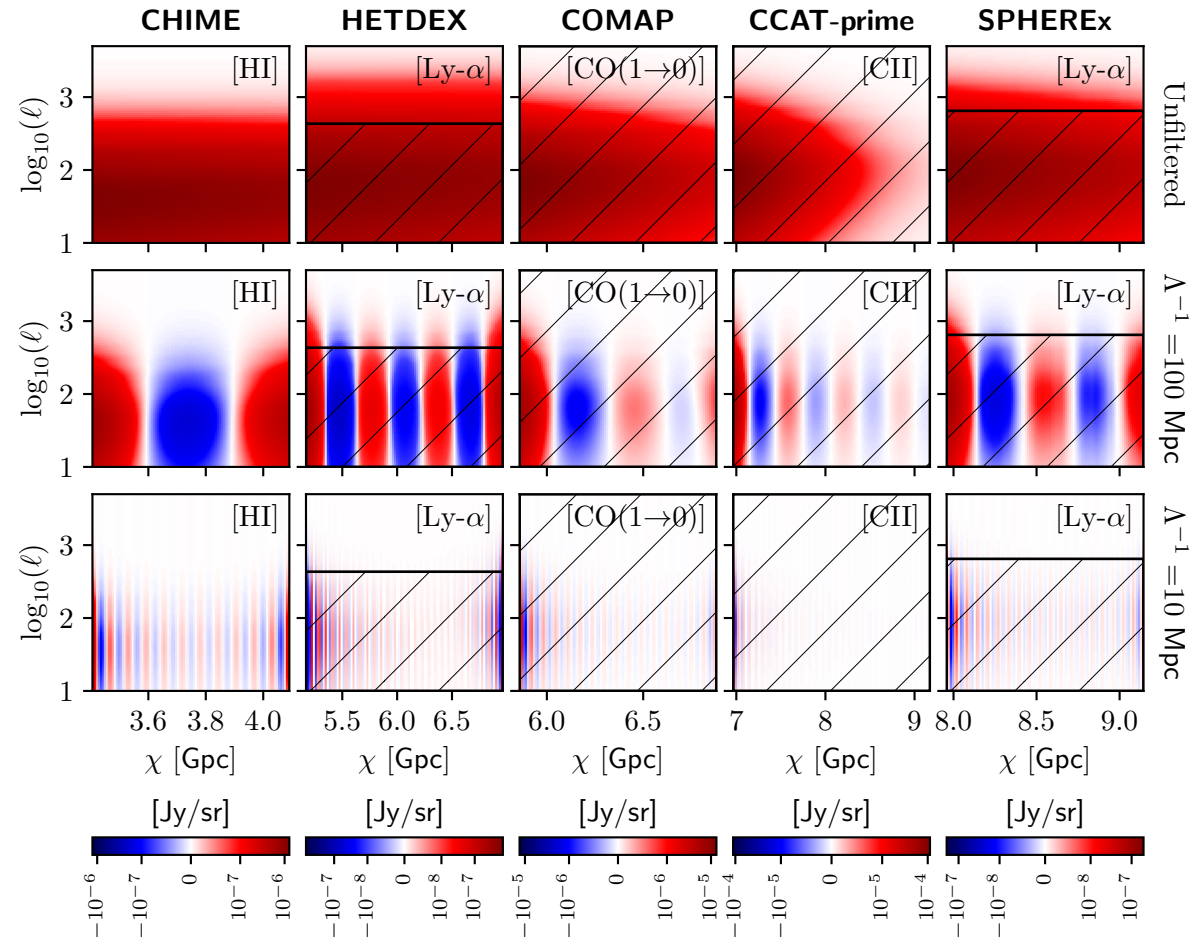 CHIME HETDEX COMAP CCAT-prime SPHEREx
[HI] [Ly-α] [CO(1→0)] [CII] [Ly-α]
log₁₀(ℓ)
3
2
1
Unfiltered
[HI] [Ly-α] [CO(1→0)] [CII] [Ly-α]
log₁₀(ℓ)
3
2
1
Λ⁻¹ =100 Mpc
[HI] [Ly-α] [CO(1→0)] [CII] [Ly-α]
log₁₀(ℓ)
3
2
1
Λ⁻¹ =10 Mpc
3.6 3.8 4.0 5.5 6.0 6.5 6.0 6.5 7 8 9 8.0 8.5 9.0
χ [Gpc] χ [Gpc] χ [Gpc] χ [Gpc] χ [Gpc]
[Jy/sr] [Jy/sr] [Jy/sr] [Jy/sr] [Jy/sr]
−10⁻⁶ −10⁻⁷ 0 10⁻⁷ 10⁻⁶ −10⁻⁷ −10⁻⁸ 0 10⁻⁸ 10⁻⁷ −10⁻⁵ −10⁻⁶ 0 10⁻⁶ 10⁻⁵ −10⁻⁴ −10⁻⁵ 0 10⁻⁵ 10⁻⁴ −10⁻⁷ −10⁻⁸ 0 10⁻⁸ 10⁻⁷